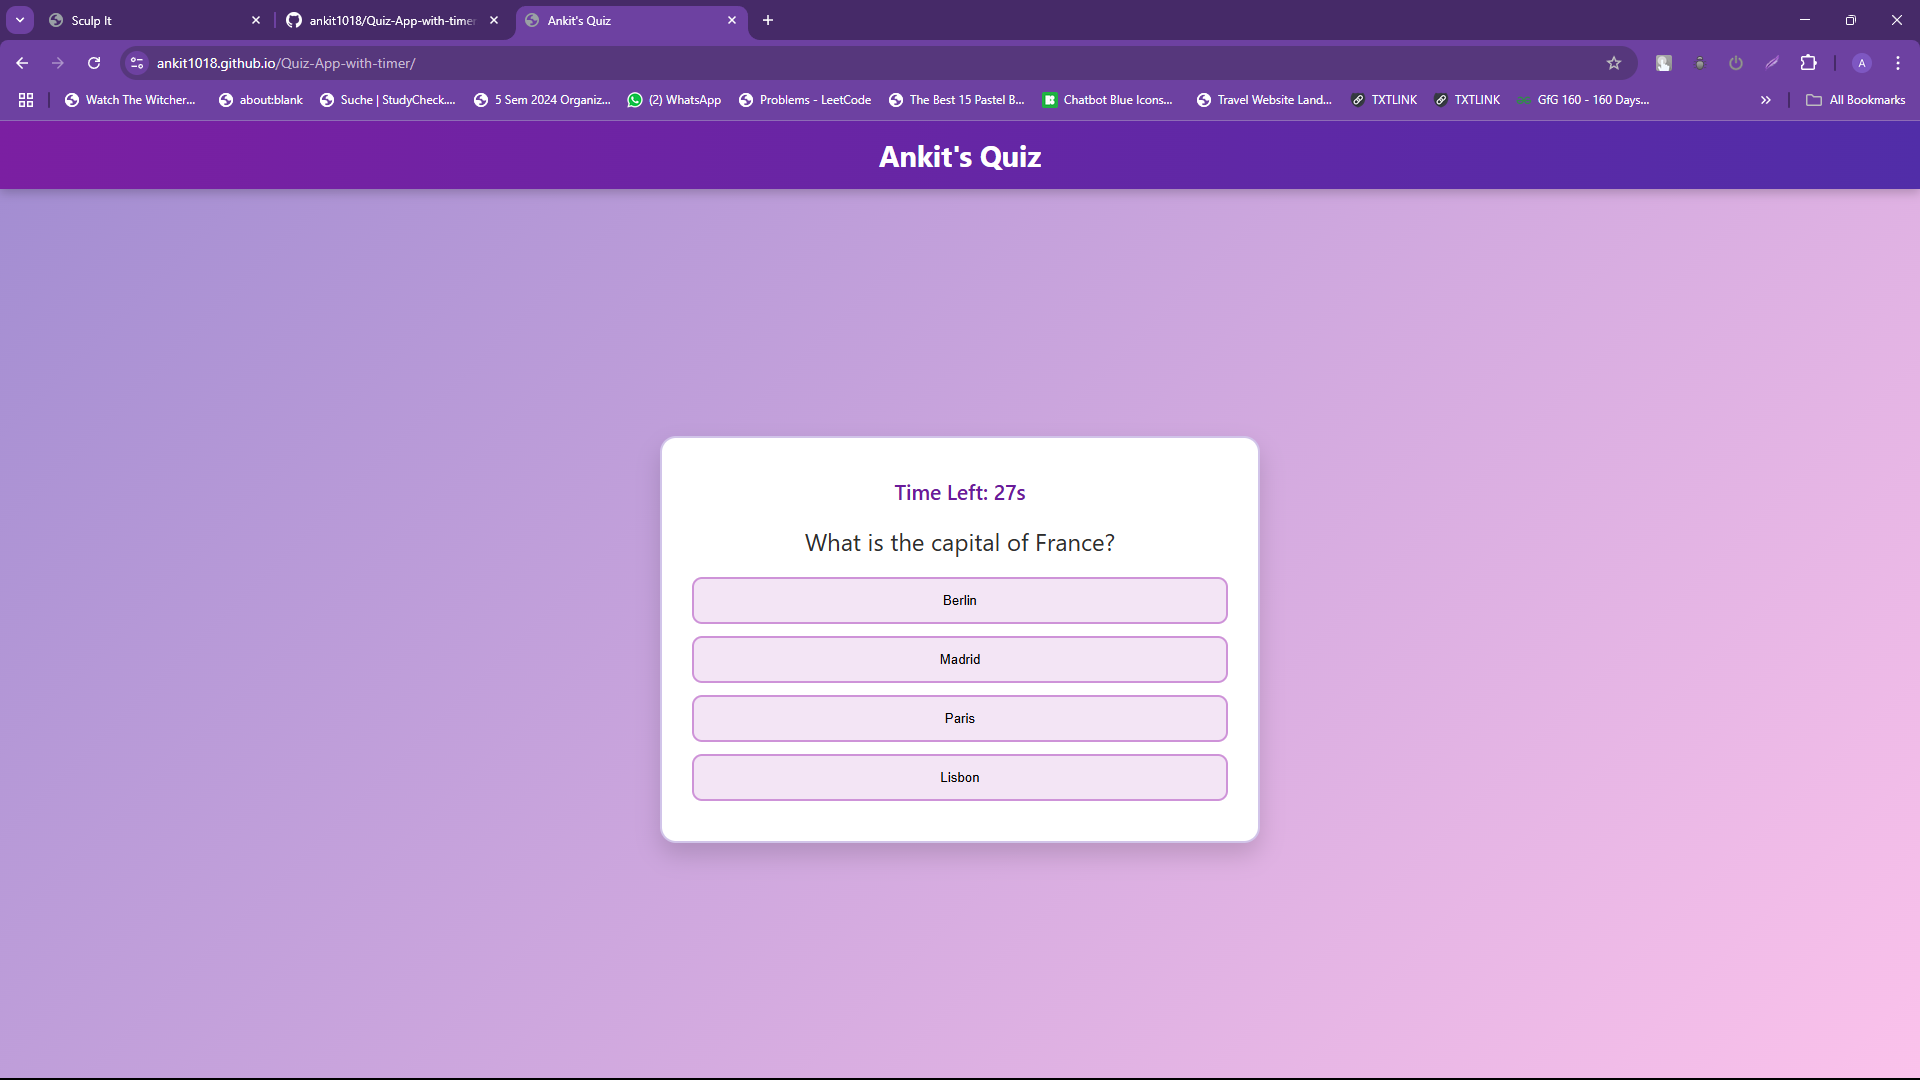 Sculp It
ankit1018/Quiz-App-with-timer
Ankit's Quiz
ankit1018.github.io/Quiz-App-with-timer/
A
Watch The Witcher...
about:blank
Suche | StudyCheck....
5 Sem 2024 Organiz...
(2) WhatsApp
Problems - LeetCode
The Best 15 Pastel B...
Chatbot Blue Icons...
Travel Website Land...
TXTLINK
TXTLINK
GfG 160 - 160 Days...
All Bookmarks
Ankit's Quiz
Time Left: 27s
What is the capital of France?
Berlin
Madrid
Paris
Lisbon